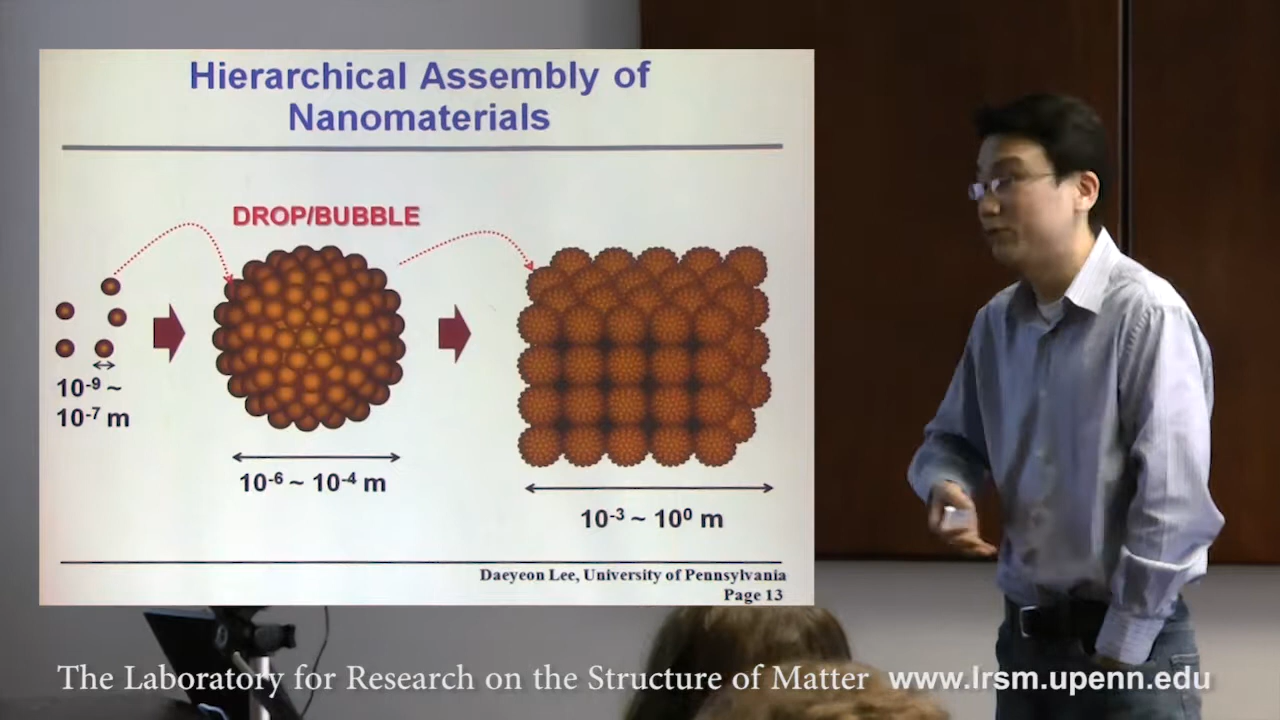 Hierarchical Assembly of
Nanomaterials
DROP/BUBBLE
10⁻⁹ ~
10⁻⁷ m
10⁻⁶ ~ 10⁻⁴ m
10⁻³ ~ 10⁰ m
Daeyeon Lee, University of Pennsylvania
Page 13
The Laboratory for Research on the Structure of Matter www.lrsm.upenn.edu